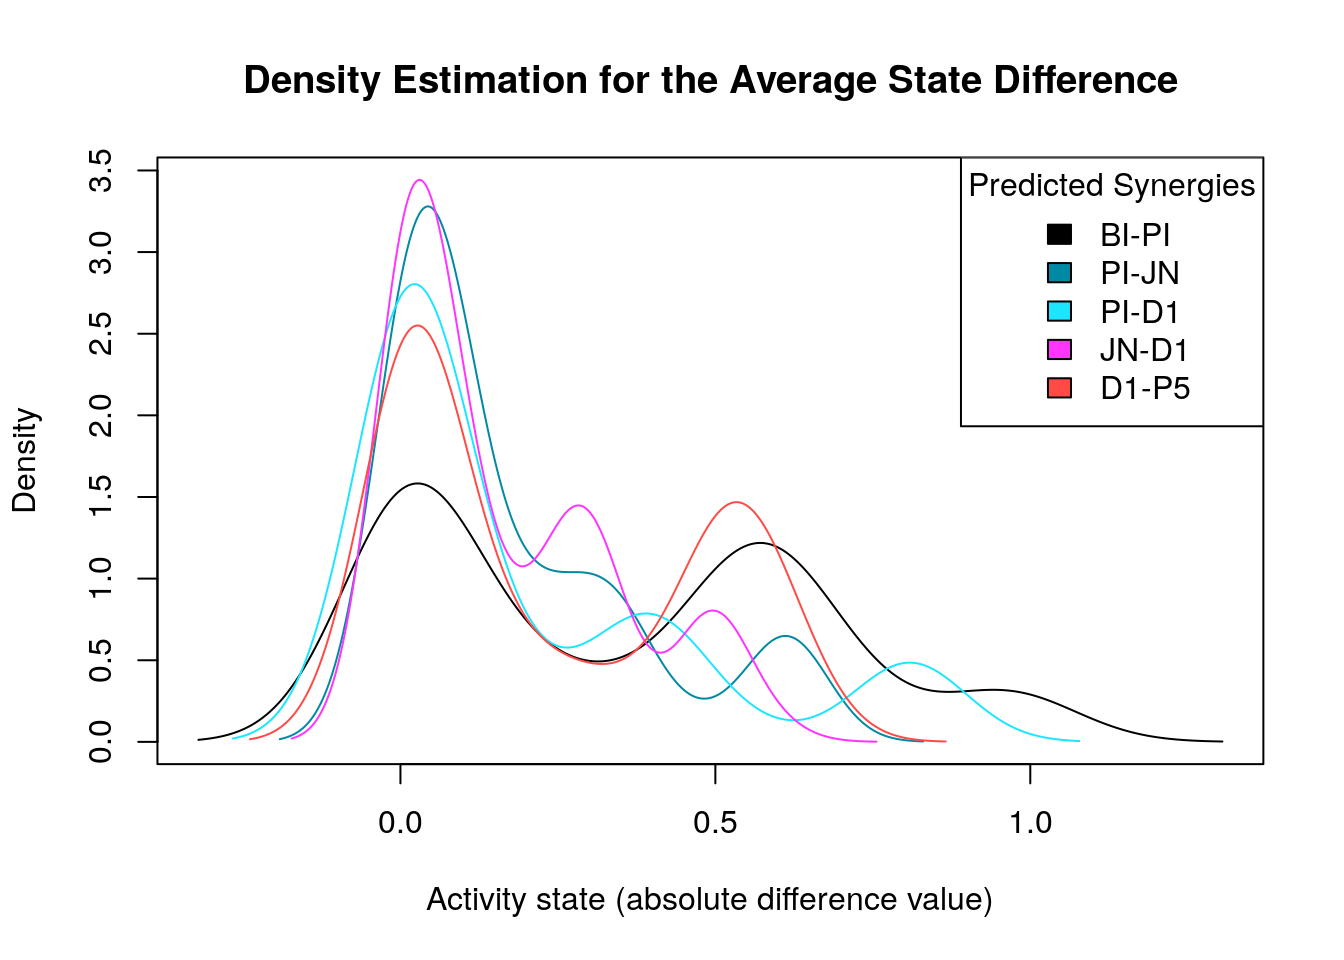 Density Estimation for the Average State Difference
Predicted Synergies
BI-PI
PI-JN
PI-D1
JN-D1
D1-P5
Density
3.5
3.0
2.5
2.0
1.5
1.0
0.5
0.0
0.0 0.5 1.0
Activity state (absolute difference value)